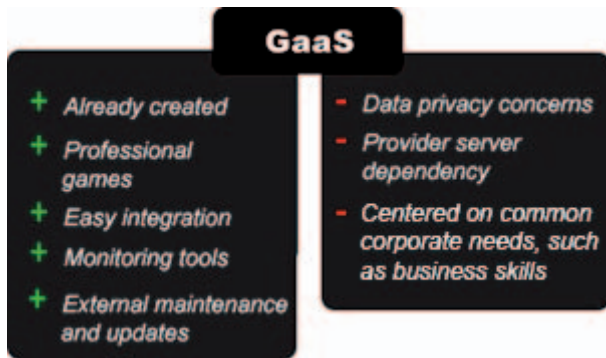 GaaS
+ Already created
+ Professional
games
+ Easy integration
+ Monitoring tools
+ External maintenance
and updates
- Data privacy concerns
- Provider server
dependency
- Centered on common
corporate needs, such
as business skills